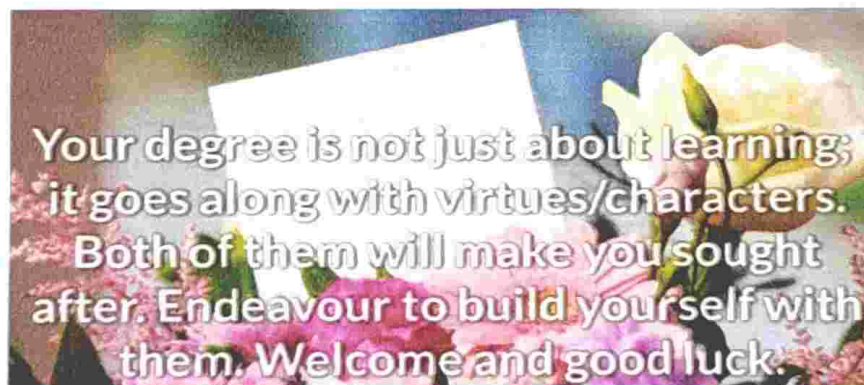 Your degree is not just about learning;
it goes along with virtues/characters.
Both of them will make you sought
after. Endeavour to build yourself with
them. Welcome and good luck.